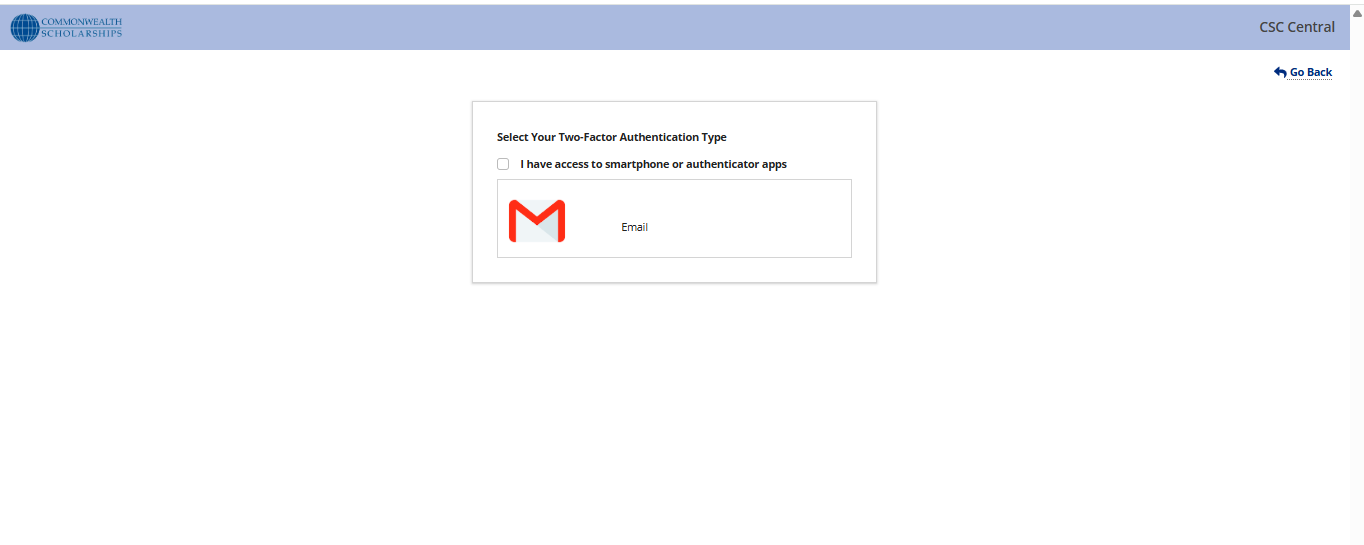 COMMONWEALTH
SCHOLARSHIPS
CSC Central
Go Back
Select Your Two-Factor Authentication Type
I have access to smartphone or authenticator apps
Email